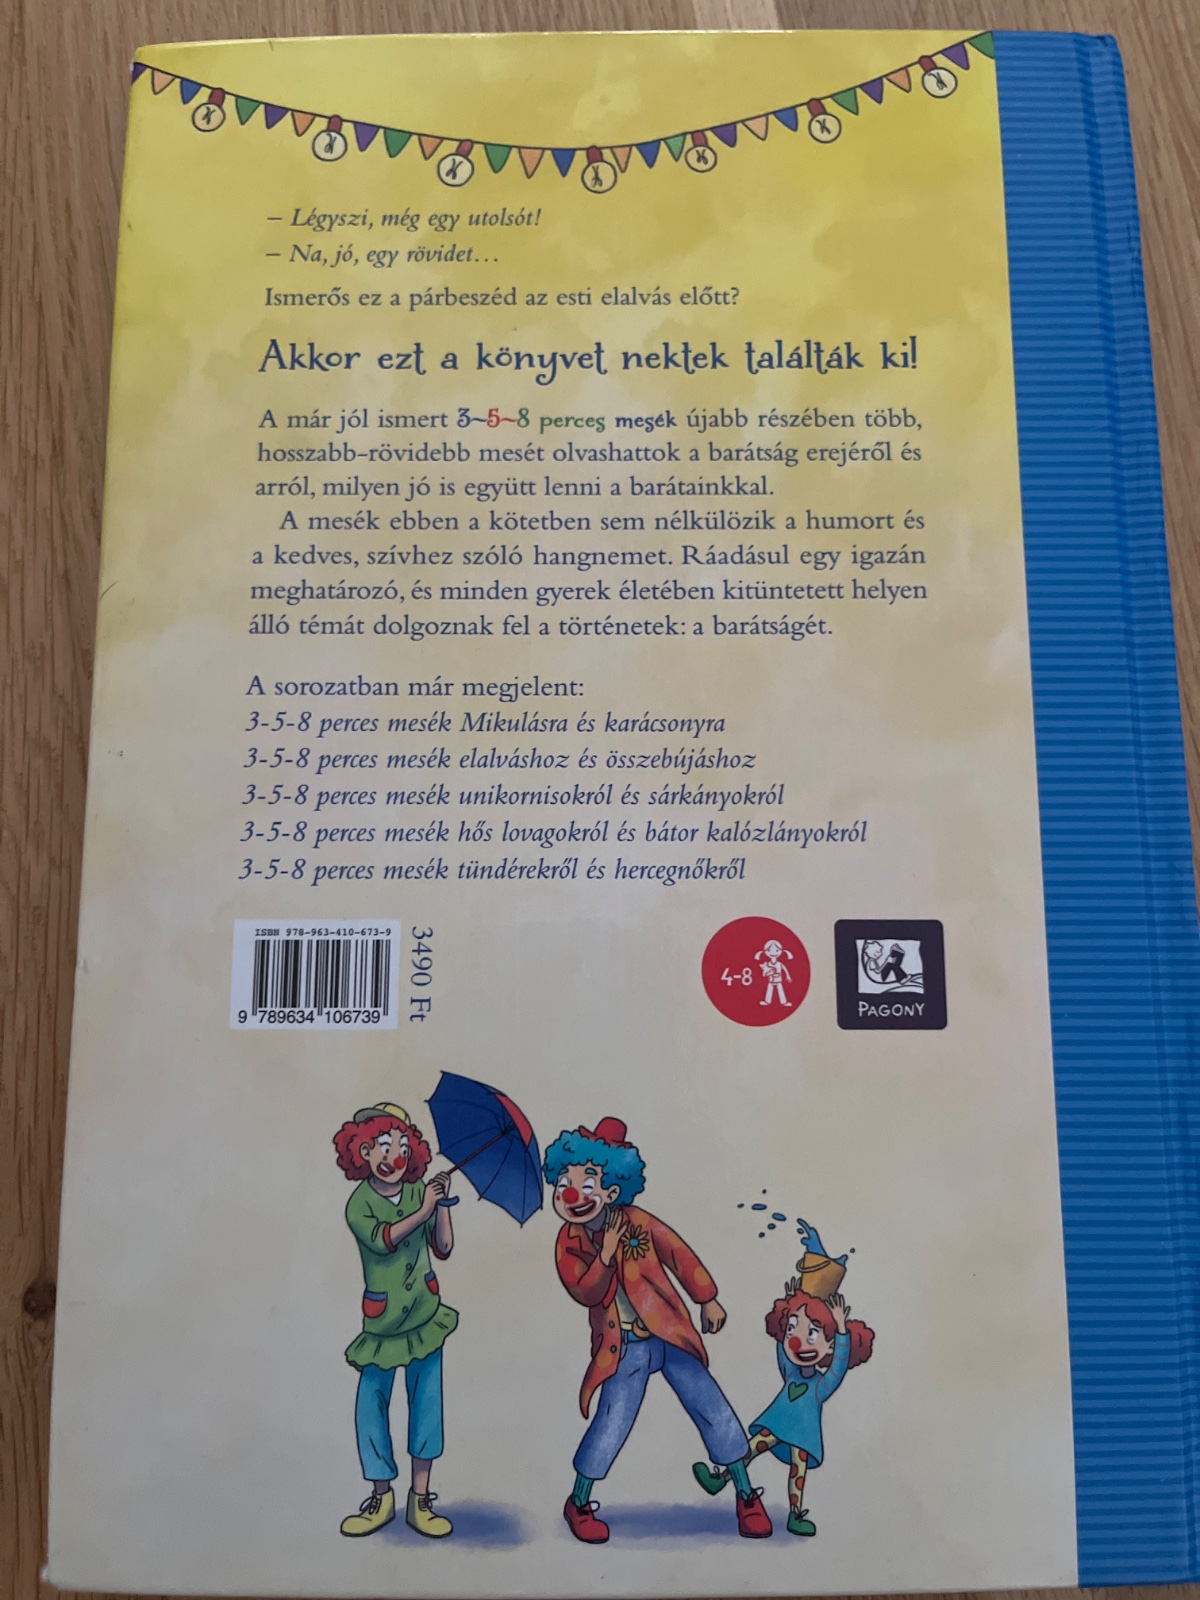 – Légyszi, még egy utolsót!
– Na, jó, egy rövidet…
Ismerős ez a párbeszéd az esti elalvás előtt?
Akkor ezt a könyvet nektek találták ki!
A már jól ismert 3~5~8 perces mesék újabb részében több,
hosszabb-rövidebb mesét olvashattok a barátság erejéről és
arról, milyen jó is együtt lenni a barátainkkal.
A mesék ebben a kötetben sem nélkülözik a humort és
a kedves, szívhez szóló hangnemet. Ráadásul egy igazán
meghatározó, és minden gyerek életében kitüntetett helyen
álló témát dolgoznak fel a történetek: a barátságét.
A sorozatban már megjelent:
3-5-8 perces mesék Mikulásra és karácsonyra
3-5-8 perces mesék elalváshoz és összebújáshoz
3-5-8 perces mesék unikornisokról és sárkányokról
3-5-8 perces mesék hős lovagokról és bátor kalózlányokról
3-5-8 perces mesék tündérekről és hercegnőkről
ISBN 978-963-410-673-9
9 789634 106739
3490 Ft
4-8
PAGONY